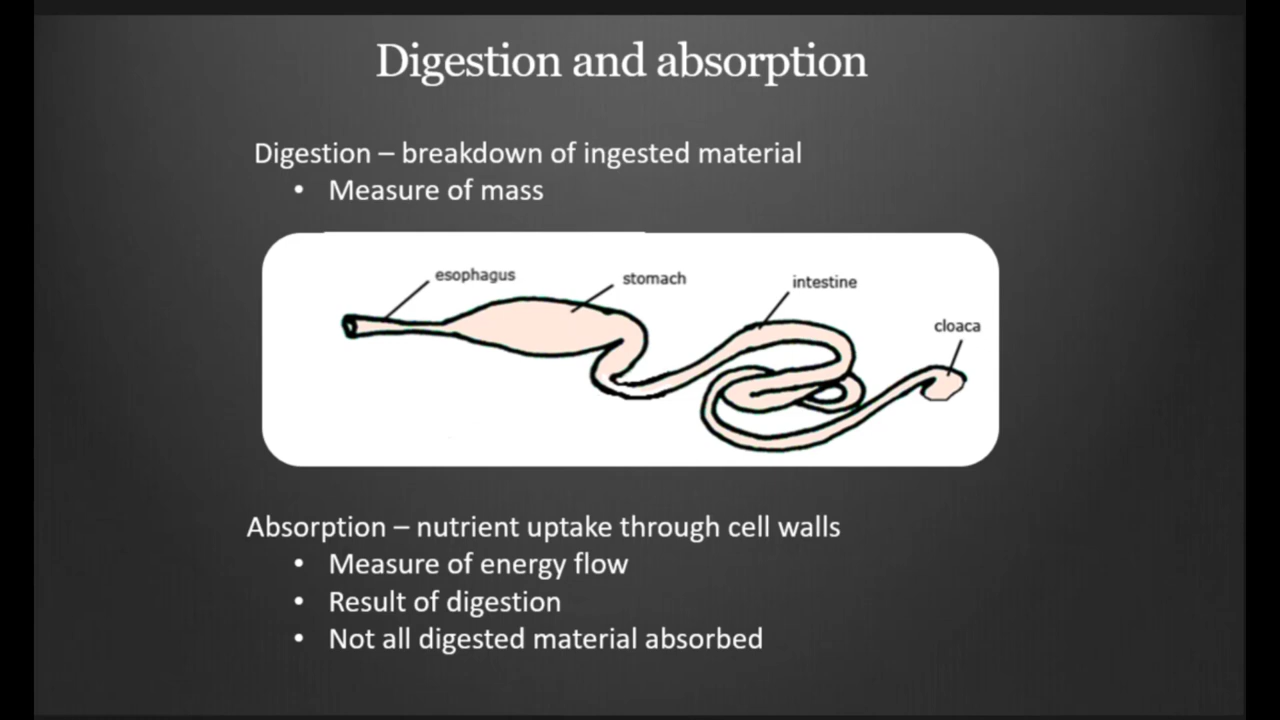 Digestion and absorption
Digestion – breakdown of ingested material
• Measure of mass
esophagus
stomach
intestine
cloaca
Absorption – nutrient uptake through cell walls
• Measure of energy flow
• Result of digestion
• Not all digested material absorbed